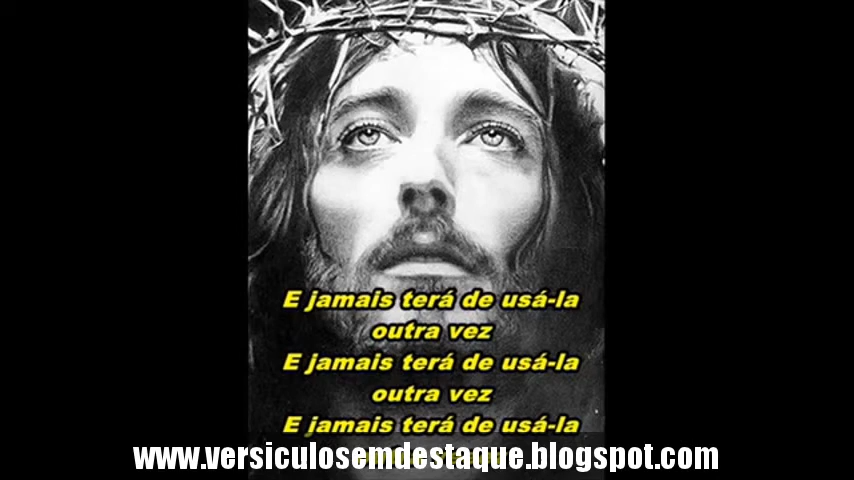 E jamais terá de usá-la
outra vez
E jamais terá de usá-la
outra vez
E jamais terá de usá-la
www.versiculosemdestaque.blogspot.com